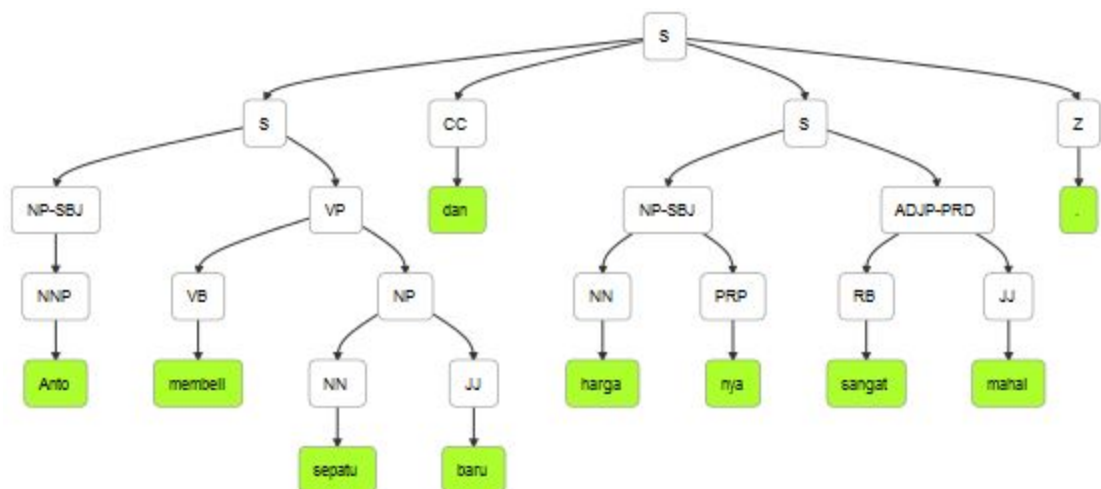 S
S CC S Z
NP-SBJ VP dan NP-SBJ ADJP-PRD .
NNP VB NP NN PRP RB JJ
Anto membeli NN JJ harga nya sangat mahal
sepatu baru